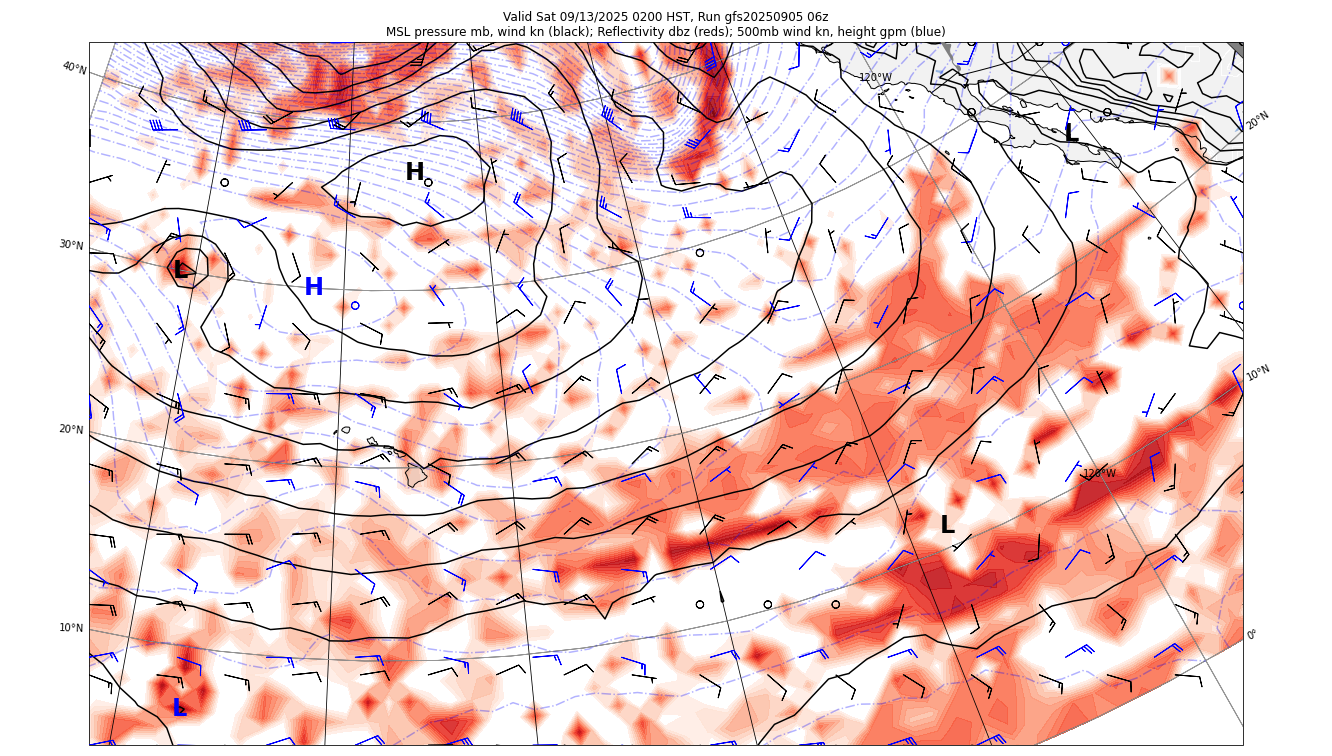 Valid Sat 09/13/2025 0200 HST, Run gfs20250905 06z
MSL pressure mb, wind kn (black); Reflectivity dbz (reds); 500mb wind kn, height gpm (blue)
40°N
120°W
20°N
L
H
30°N
L
H
10°N
20°N
120°W
L
10°N
0°
L